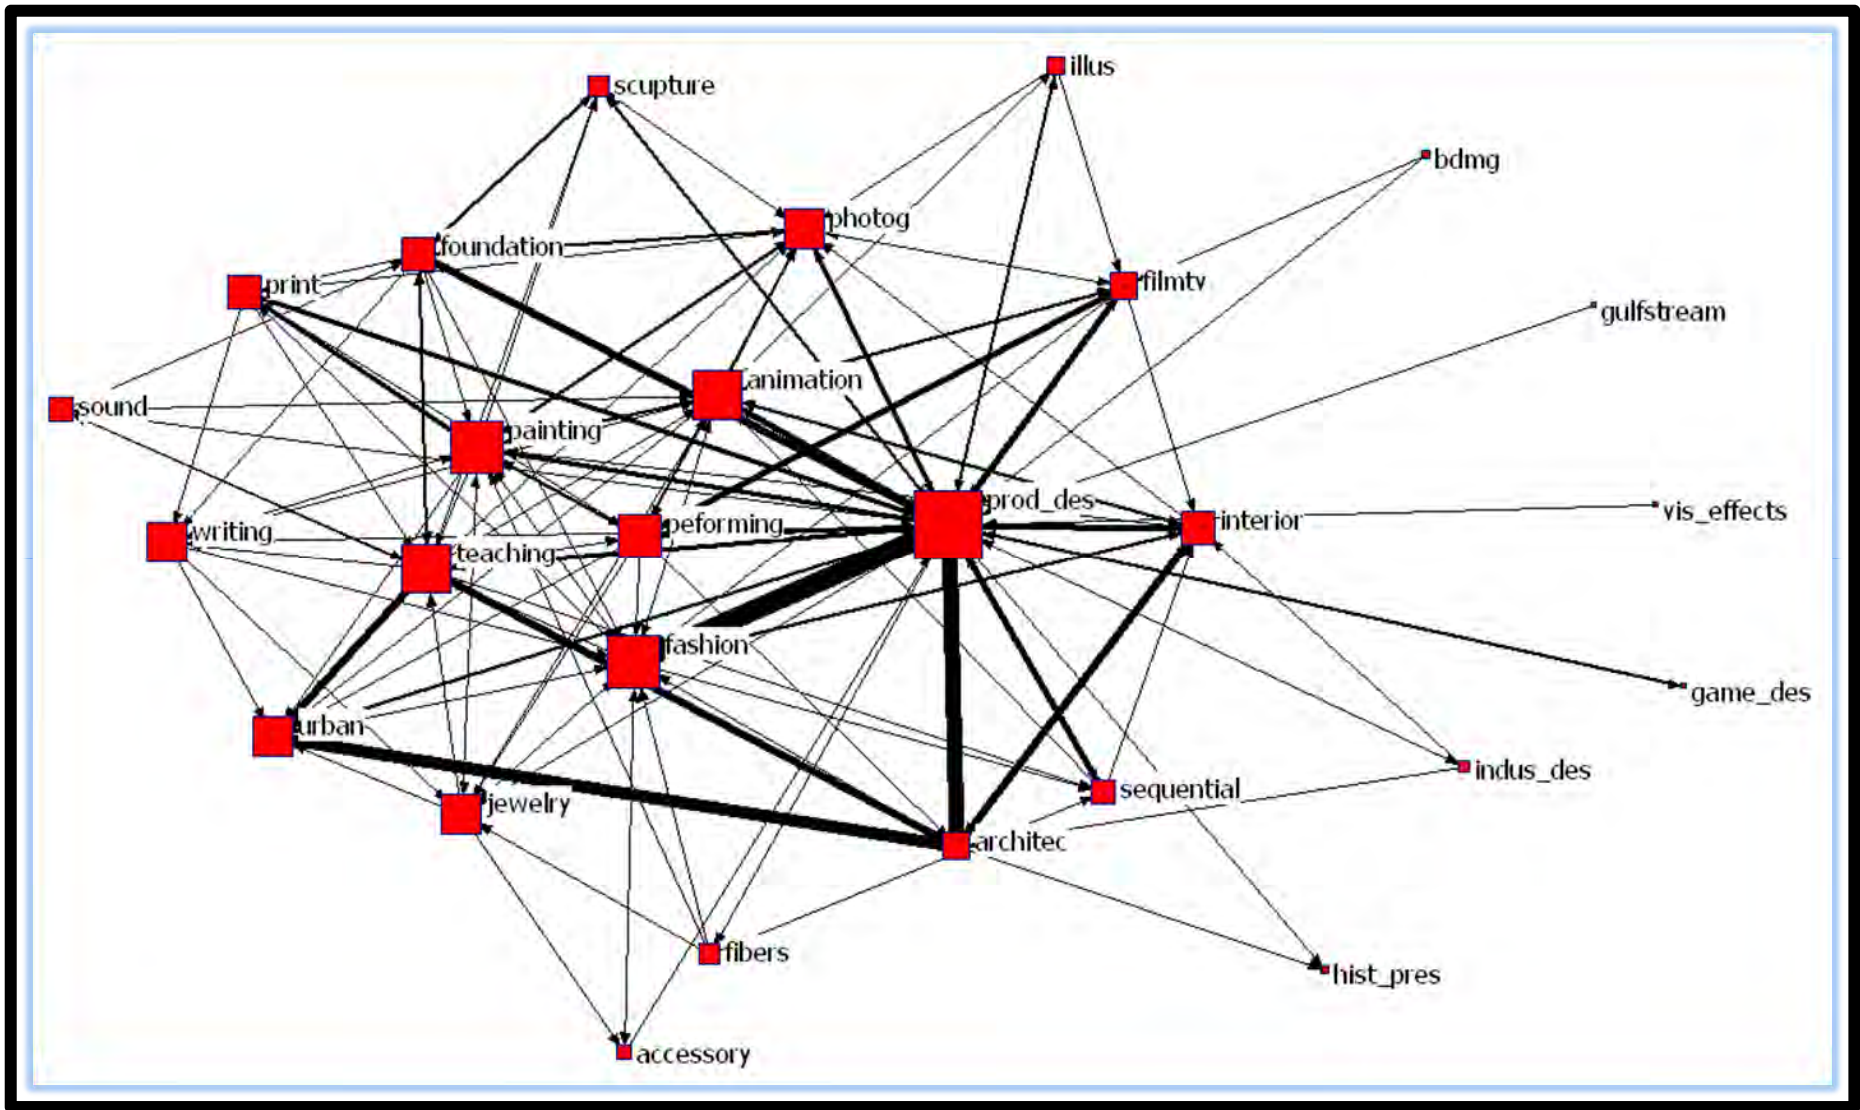 illus
scupture
bdmg
photog
foundation
filmtv
print
gulfstream
animation
sound
painting
prod_des
vis_effects
interior
peforming
writing
teaching
fashion
game_des
urban
indus_des
sequential
jewelry
architec
fibers
hist_pres
accessory